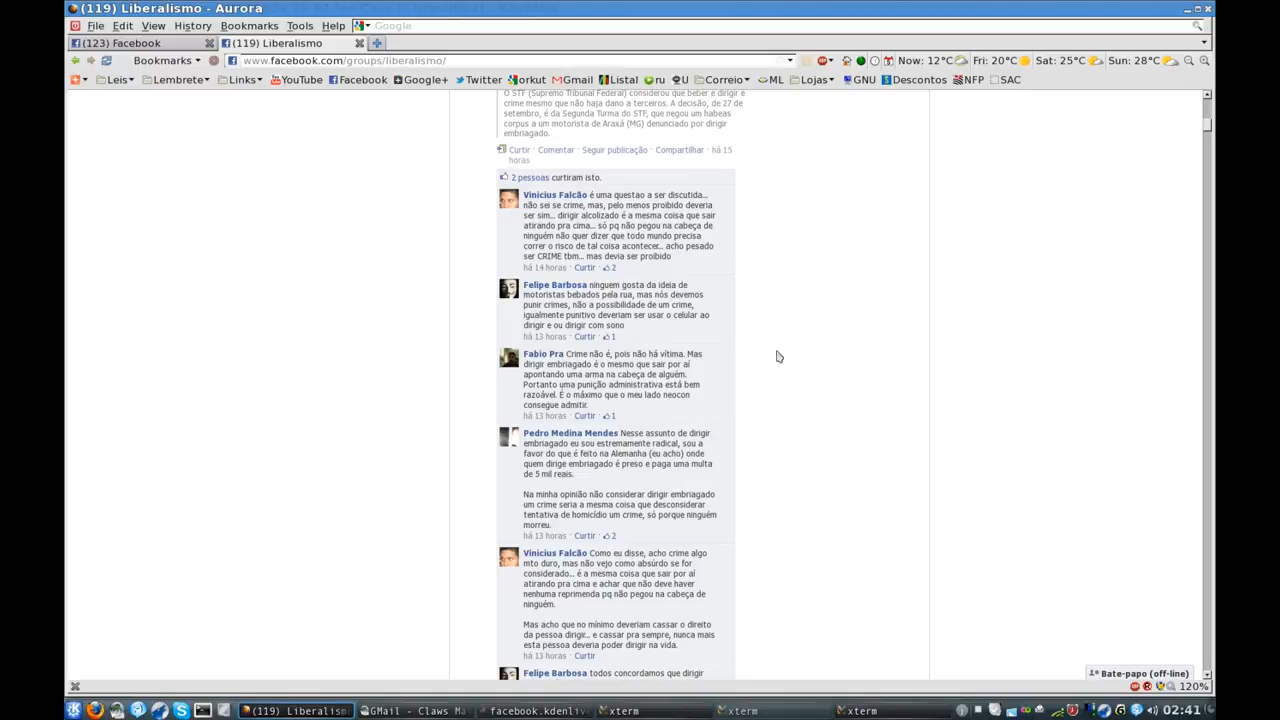 (119) Liberalismo - Aurora
File Edit View History Bookmarks Tools Help Google
(123) Facebook (119) Liberalismo
Bookmarks www.facebook.com/groups/liberalismo/ Now: 12°C Fri: 20°C Sat: 25°C Sun: 28°C
Leis Lembrete Links YouTube Facebook Google+ Twitter orkut Gmail Listal ru U Correio ML Lojas GNU Descontos NFP SAC
O STF (Supremo Tribunal Federal) considerou que beber e dirigir é
crime mesmo que não haja dano a terceiros. A decisão, de 27 de
setembro, é da Segunda Turma do STF, que negou um habeas
corpus a um motorista de Araxá (MG) denunciado por dirigir
embriagado.
Curtir · Comentar · Seguir publicação · Compartilhar · há 15
horas
2 pessoas curtiram isto.
Vinicius Falcão é uma questao a ser discutida...
não sei se crime, mas, pelo menos proibido deveria
ser sim... dirigir alcolizado é a mesma coisa que sair
atirando pra cima... só pq não pegou na cabeça de
ninguém não quer dizer que todo mundo precisa
correr o risco de tal coisa acontecer... acho pesado
ser CRIME tbm... mas devia ser proibido
há 14 horas · Curtir · 2
Felipe Barbosa ninguem gosta da ideia de
motoristas bebados pela rua, mas nós devemos
punir crimes, não a possibilidade de um crime,
igualmente punitivo deveriam ser usar o celular ao
dirigir e ou dirigir com sono
há 13 horas · Curtir · 1
Fabio Pra Crime não é, pois não há vítima. Mas
dirigir embriagado é o mesmo que sair por aí
apontando uma arma na cabeça de alguém.
Portanto uma punição administrativa está bem
razoável. É o máximo que o meu lado neocon
consegue admitir.
há 13 horas · Curtir · 1
Pedro Medina Mendes Nesse assunto de dirigir
embriagado eu sou estremamente radical, sou a
favor do que é feito na Alemanha (eu acho) onde
quem dirige embriagado é preso e paga uma multa
de 5 mil reais.
Na minha opinião não considerar dirigir embriagado
um crime seria a mesma coisa que desconsiderar
tentativa de homicídio um crime, só porque ninguém
morreu.
há 13 horas · Curtir · 2
Vinicius Falcão Como eu disse, acho crime algo
mto duro, mas não vejo como absúrdo se for
considerado... é a mesma coisa que sair por aí
atirando pra cima e achar que não deve haver
nenhuma reprimenda pq não pegou na cabeça de
ninguém.
Mas acho que no mínimo deveriam cassar o direito
da pessoa dirigir... e cassar pra sempre, nunca mais
esta pessoa deveria poder dirigir na vida.
há 13 horas · Curtir
Felipe Barbosa todos concordamos que dirigir
Bate-papo (off-line)
120%
(119) Liberalism GMail - Claws Ma facebook.kdenliv xterm xterm xterm 02:41